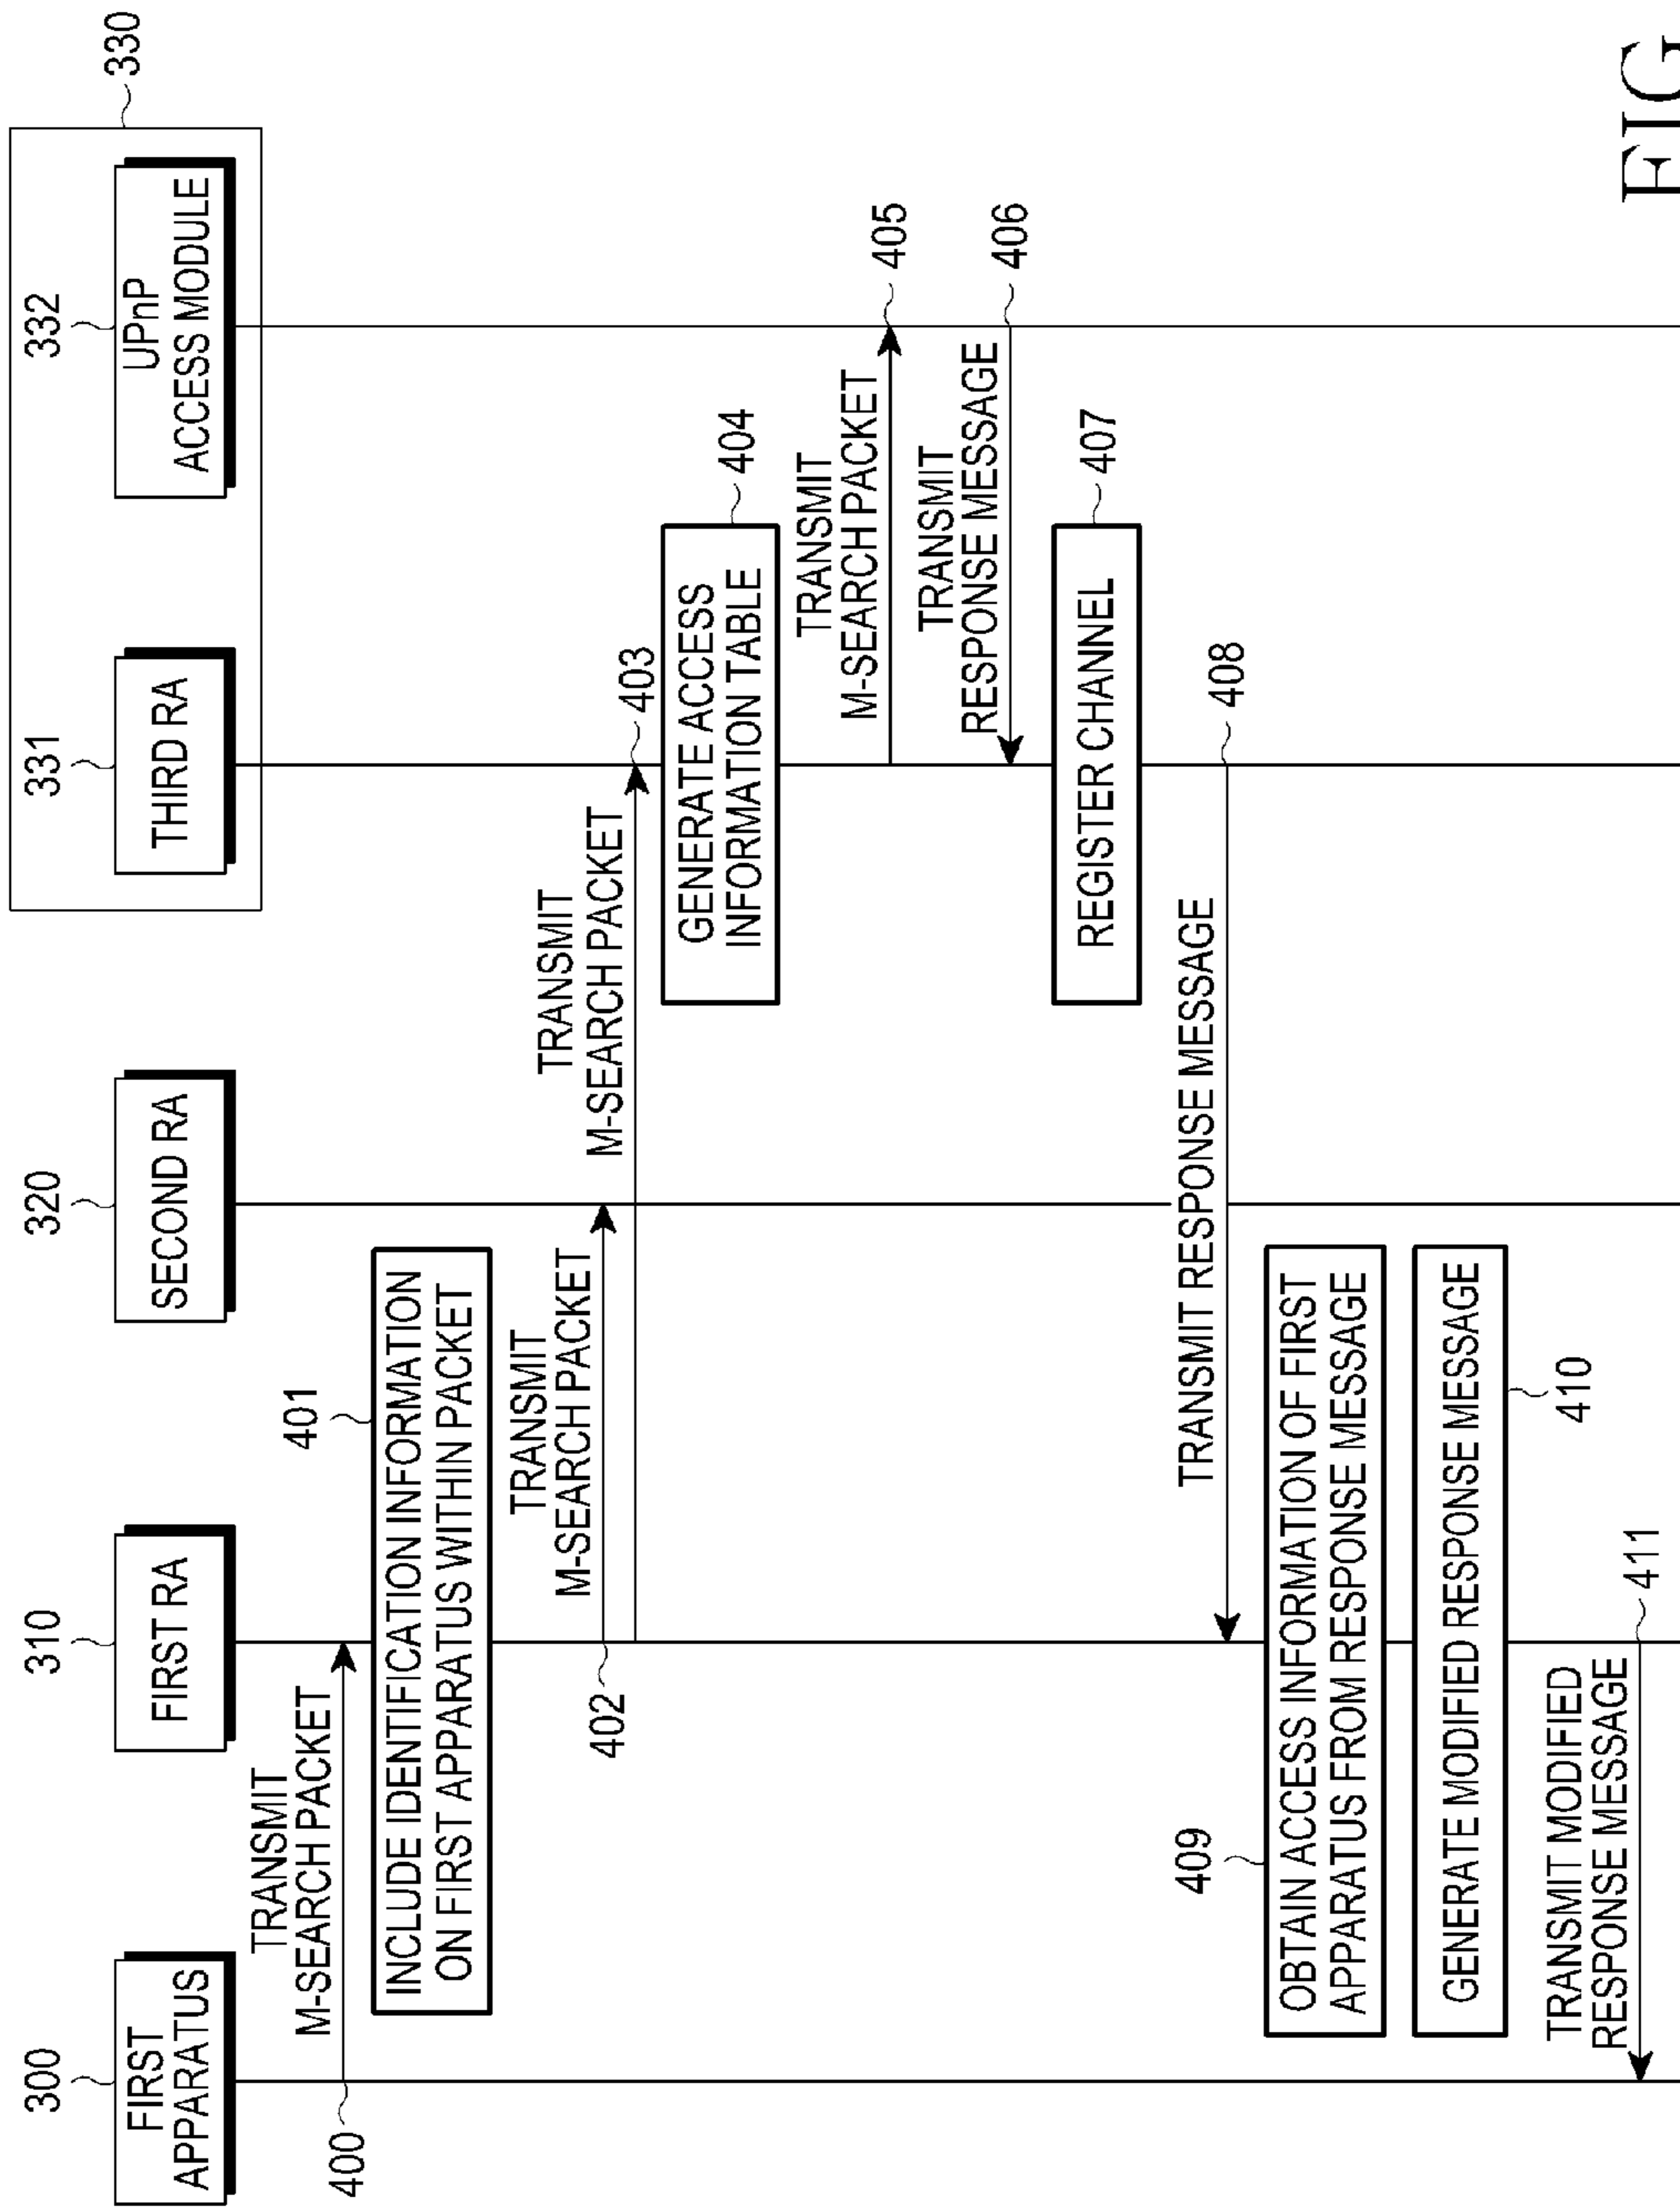 330
300
310
320
331
332
FIRST
APPARATUS
FIRST RA
SECOND RA
THIRD RA
UPnP
ACCESS MODULE
TRANSMIT
M-SEARCH PACKET
400
401
INCLUDE IDENTIFICATION INFORMATION
ON FIRST APPARATUS WITHIN PACKET
TRANSMIT
M-SEARCH PACKET
402
TRANSMIT
M-SEARCH PACKET
403
GENERATE ACCESS
INFORMATION TABLE
404
TRANSMIT
M-SEARCH PACKET
405
TRANSMIT
RESPONSE MESSAGE
406
REGISTER CHANNEL
407
TRANSMIT RESPONSE MESSAGE
408
409
OBTAIN ACCESS INFORMATION OF FIRST
APPARATUS FROM RESPONSE MESSAGE
GENERATE MODIFIED RESPONSE MESSAGE
410
TRANSMIT MODIFIED
RESPONSE MESSAGE
411
FIG